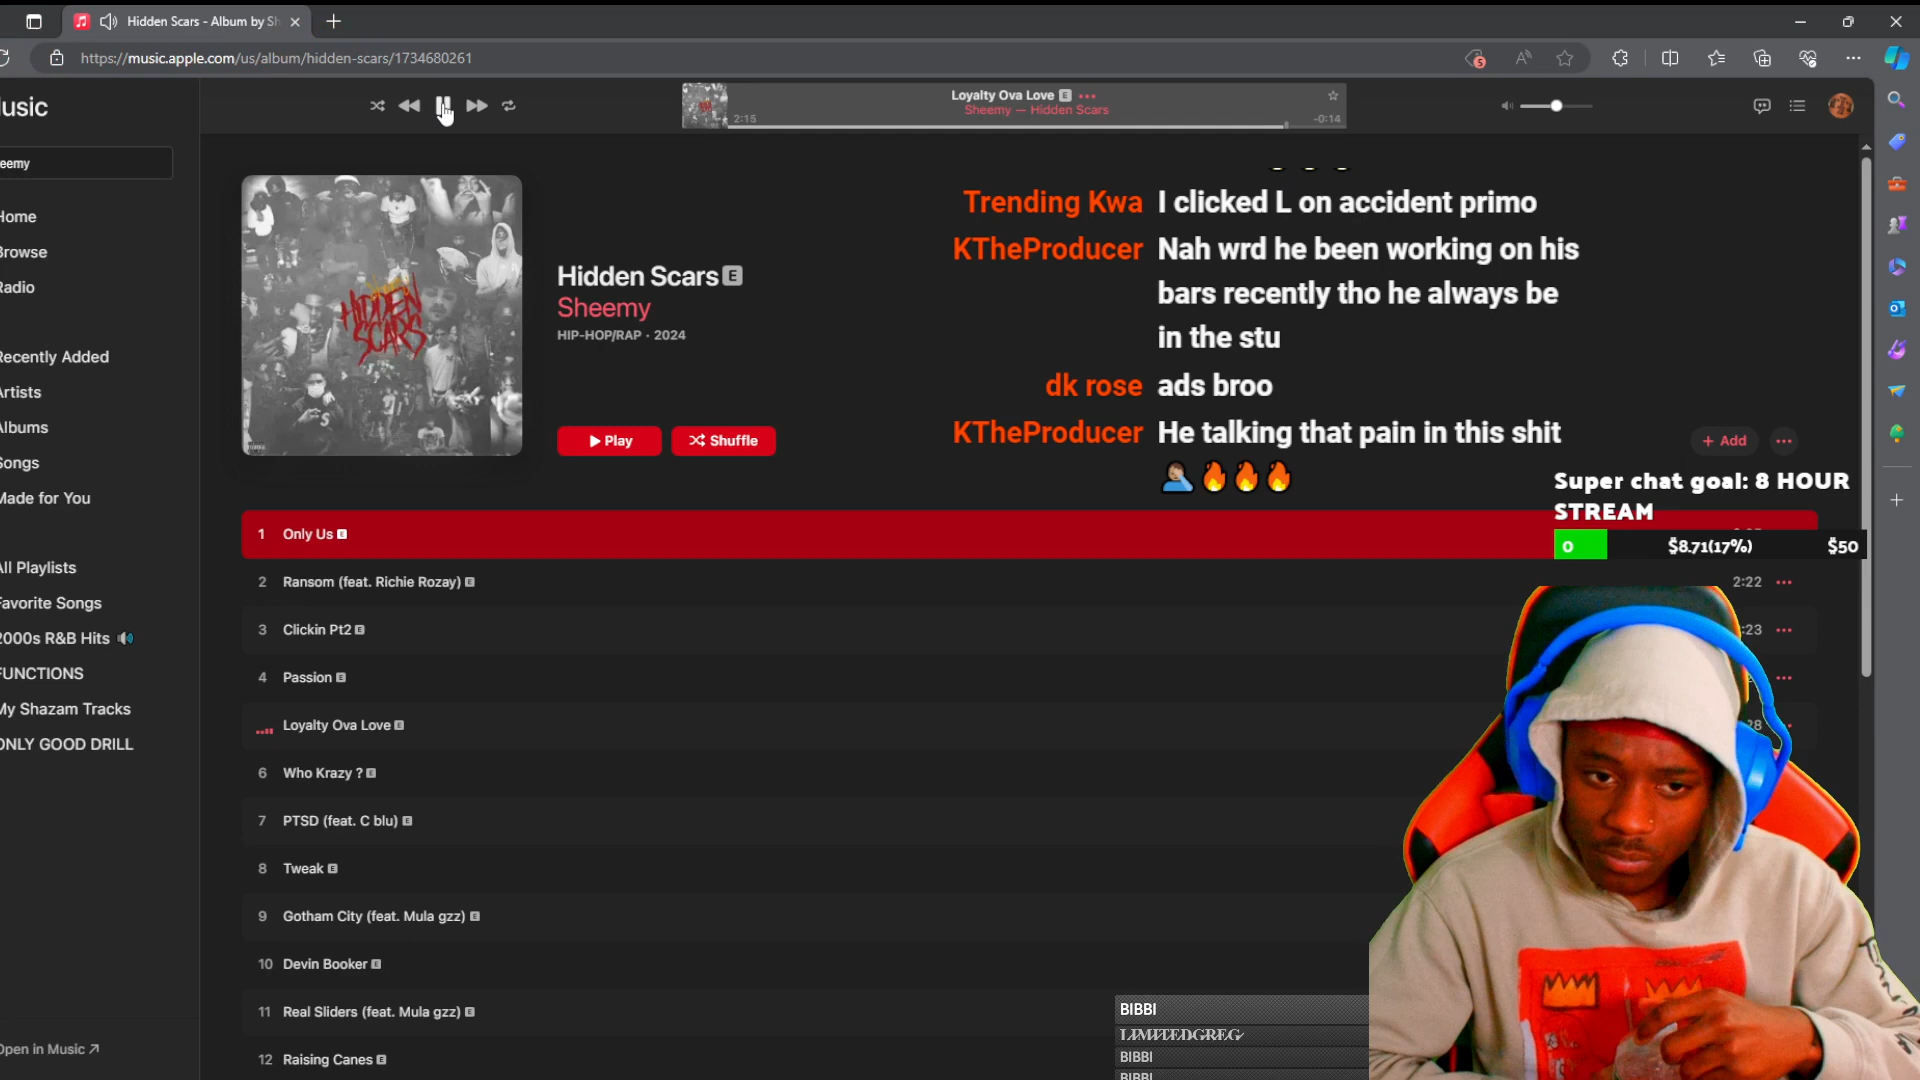 Hidden Scars - Album by Sh
https://music.apple.com/us/album/hidden-scars/1734680261
5
usic
Loyalty Ova Love E
Sheemy — Hidden Scars
2:15
-0:14
eemy
Home
Browse
Radio
Recently Added
Artists
Albums
Songs
Made for You
All Playlists
Favorite Songs
2000s R&B Hits
FUNCTIONS
My Shazam Tracks
ONLY GOOD DRILL
Open in Music
HIDDEN
SCARS
Hidden Scars E
Sheemy
HIP-HOP/RAP · 2024
Play
Shuffle
Add
Trending Kwa I clicked L on accident primo
KTheProducer Nah wrd he been working on his
bars recently tho he always be
in the stu
dk rose ads broo
KTheProducer He talking that pain in this shit
🤦🔥🔥🔥
Super chat goal: 8 HOUR
STREAM
0 $8.71(17%) $50
1 Only Us E
2 Ransom (feat. Richie Rozay) E 2:22
3 Clickin Pt2 E :23
4 Passion E
Loyalty Ova Love E 28
6 Who Krazy ? E
7 PTSD (feat. C blu) E
8 Tweak E
9 Gotham City (feat. Mula gzz) E
10 Devin Booker E
11 Real Sliders (feat. Mula gzz) E
12 Raising Canes E
BIBBI
LIMITEDGREG
BIBBI
BIBBI